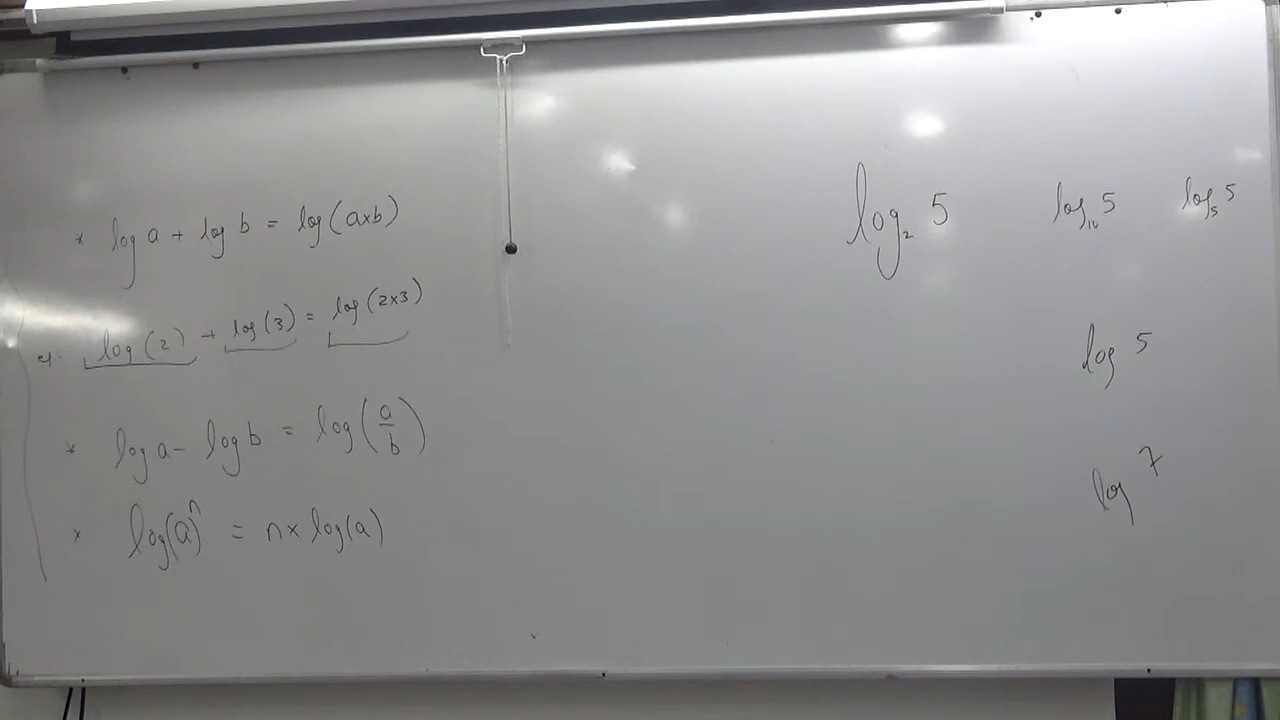 * log a + log b = log(a×b)
eg: log(2) + log(3) = log(2×3)
* log a - log b = log(a/b)
* log(a)ⁿ = n× log(a)
log₂ 5 log₁₀ 5 log₅ 5
log 5
log 7